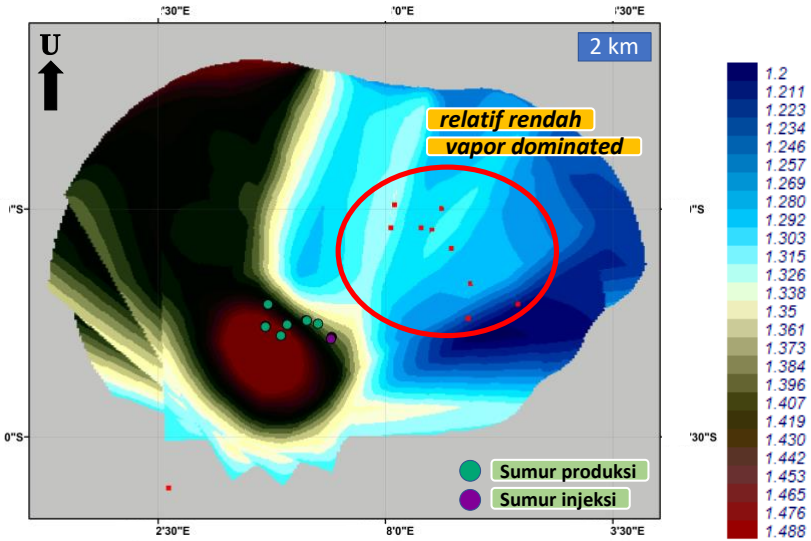 '30"E
'0"E
'30"E
U
2 km
relatif rendah
vapor dominated
I"S
I"S
0"S
'30"S
Sumur produksi
Sumur injeksi
2'30"E
8'0"E
3'30"E
1.2
1.211
1.223
1.234
1.246
1.257
1.269
1.280
1.292
1.303
1.315
1.326
1.338
1.35
1.361
1.373
1.384
1.396
1.407
1.419
1.430
1.442
1.453
1.465
1.476
1.488